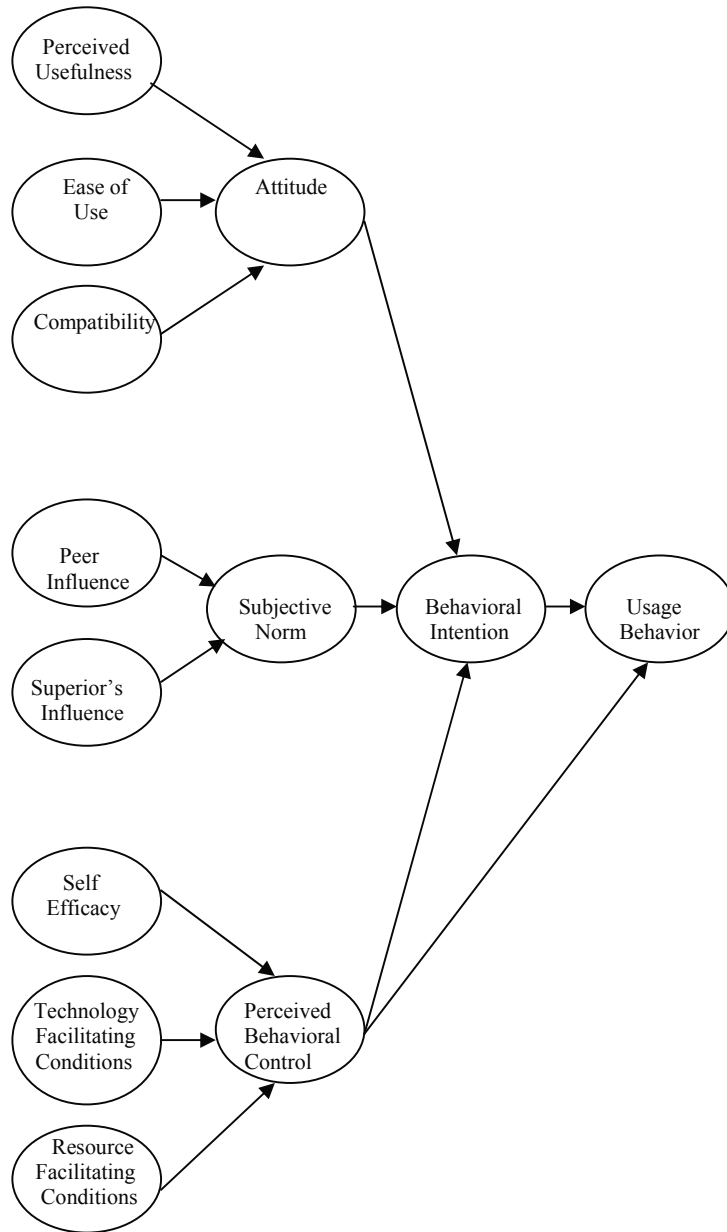 Perceived
Usefulness
Ease of
Use
Attitude
Compatibility
Peer
Influence
Subjective
Norm
Behavioral
Intention
Usage
Behavior
Superior’s
Influence
Self
Efficacy
Technology
Facilitating
Conditions
Perceived
Behavioral
Control
Resource
Facilitating
Conditions